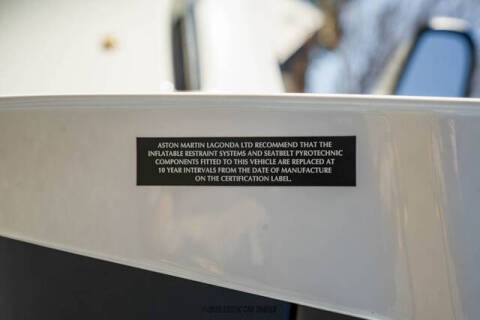 ASTON MARTIN LAGONDA LTD RECOMMEND THAT THE
INFLATABLE RESTRAINT SYSTEMS AND SEATBELT PYROTECHNIC
COMPONENTS FITTED TO THIS VEHICLE ARE REPLACED AT
10 YEAR INTERVALS FROM THE DATE OF MANUFACTURE
ON THE CERTIFICATION LABEL.